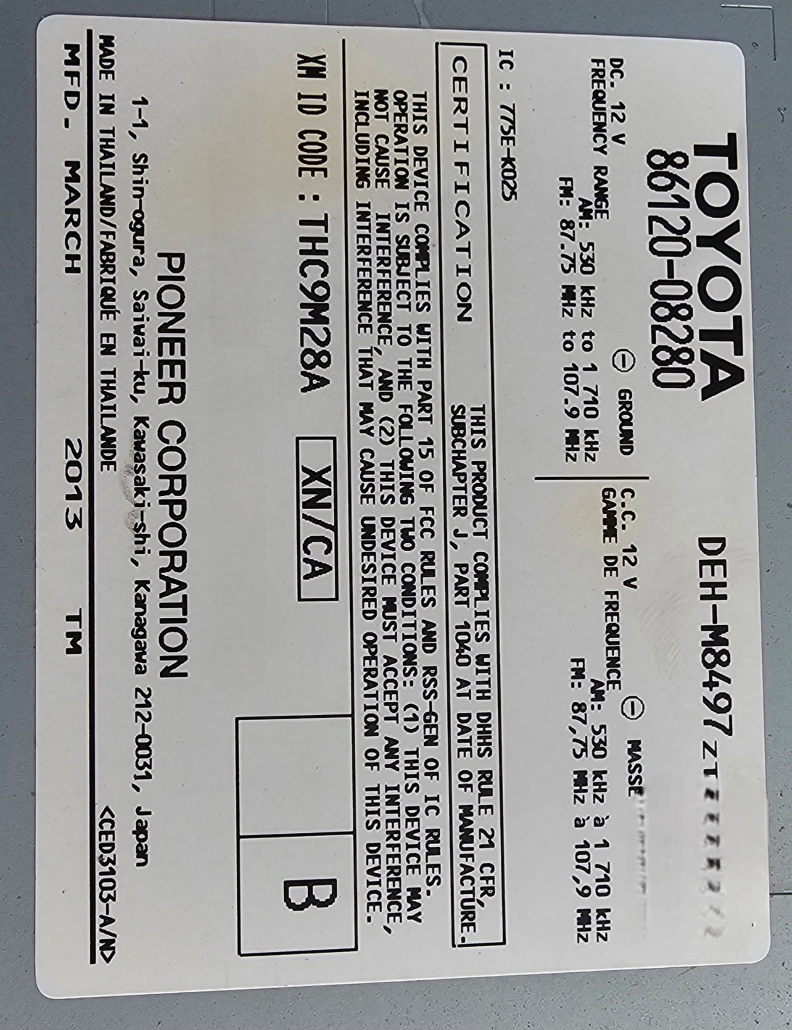 TOYOTA DEH-M8497ZT
86120-08280
DC. 12 V ⊖ GROUND
FREQUENCY RANGE
AM: 530 kHz to 1 710 kHz
FM: 87.75 MHz to 107.9 MHz
C.C. 12 V ⊖ MASSE
GAMME DE FREQUENCE
AM: 530 kHz à 1 710 kHz
FM: 87,75 MHz à 107,9 MHz
IC : 775E-K025
CERTIFICATION
THIS PRODUCT COMPLIES WITH DHHS RULE 21 CFR,
SUBCHAPTER J, PART 1040 AT DATE OF MANUFACTURE.
THIS DEVICE COMPLIES WITH PART 15 OF FCC RULES AND RSS-GEN OF IC RULES.
OPERATION IS SUBJECT TO THE FOLLOWING TWO CONDITIONS: (1) THIS DEVICE MAY
NOT CAUSE INTERFERENCE, AND (2) THIS DEVICE MUST ACCEPT ANY INTERFERENCE,
INCLUDING INTERFERENCE THAT MAY CAUSE UNDESIRED OPERATION OF THIS DEVICE.
XM ID CODE : THC9M28A XN/CA
B
PIONEER CORPORATION
1-1, Shin-ogura, Saiwai-ku, Kawasaki-shi, Kanagawa 212-0031, Japan
MADE IN THAILAND/FABRIQUÉ EN THAILANDE <CED3103-A/N>
MFD. MARCH 2013 TM